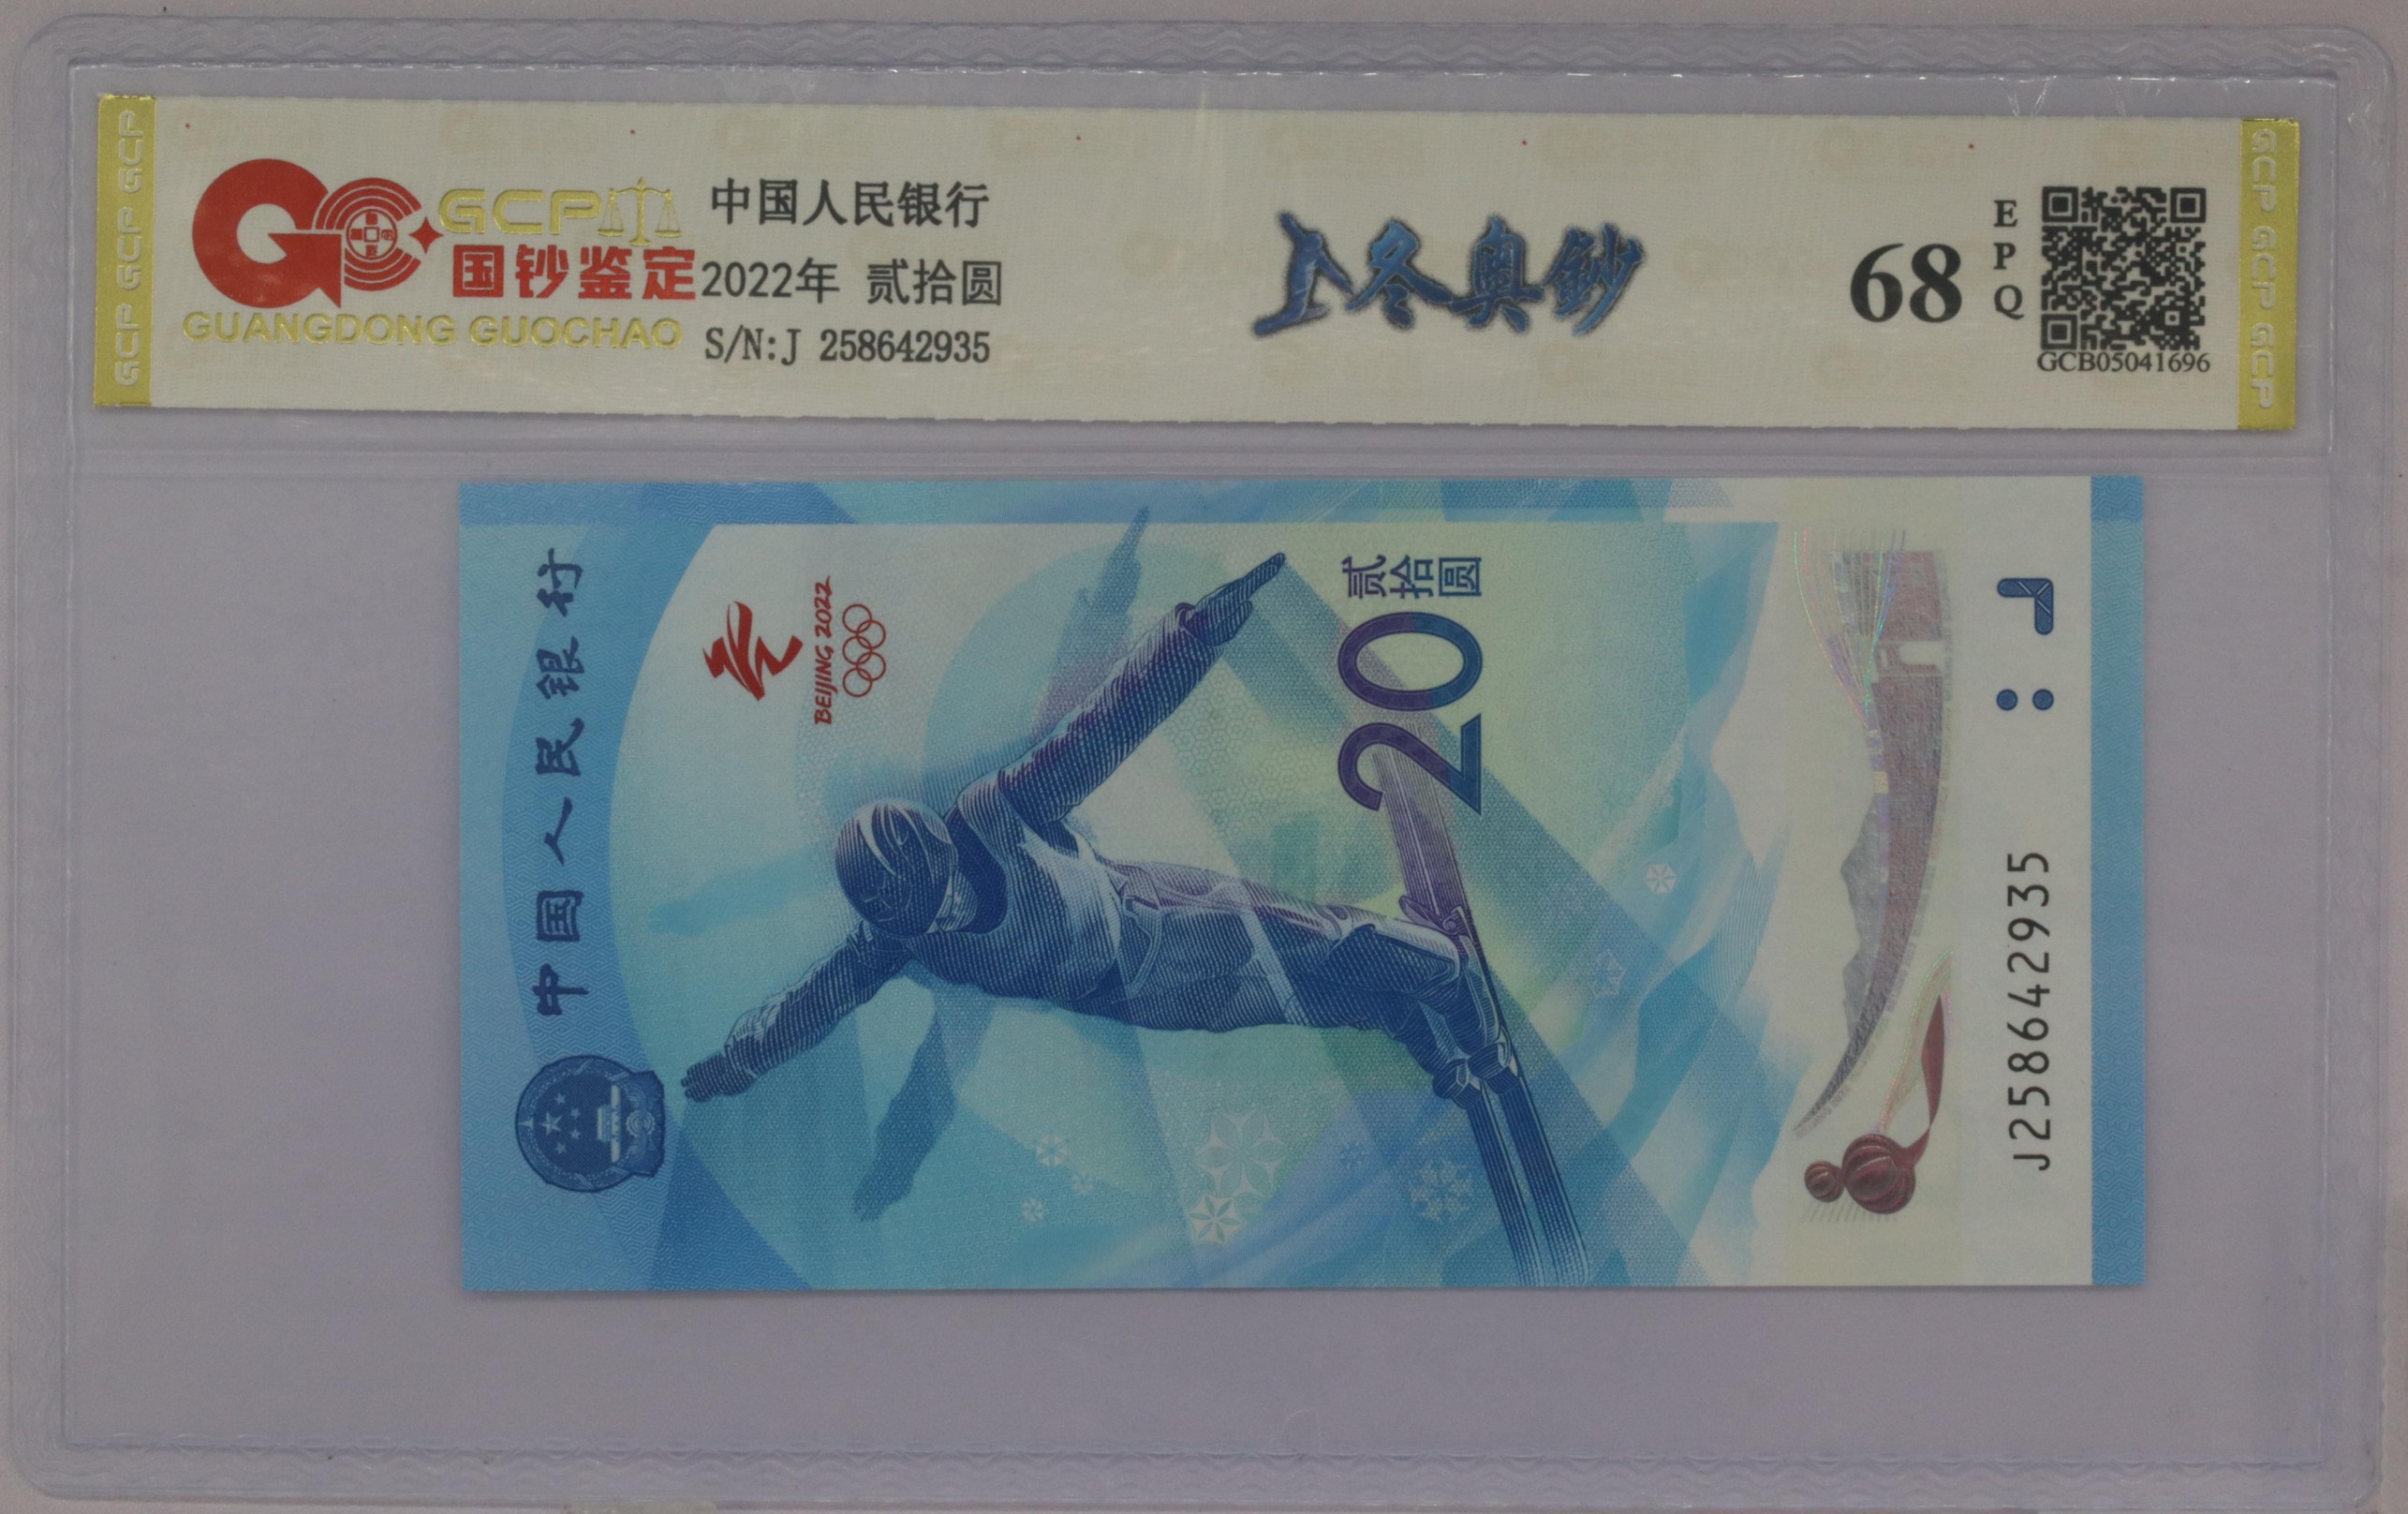 GCP GCP GCP
GCP
国钞鉴定
GUANGDONG GUOCHAO
中国人民银行
2022年 贰拾圆
S/N:J 258642935
冬奥鈔
68
EPQ
GCB05041696
GCP GCP GCP
中国人民银行
BEIJING 2022
贰拾圆
20
J258642935